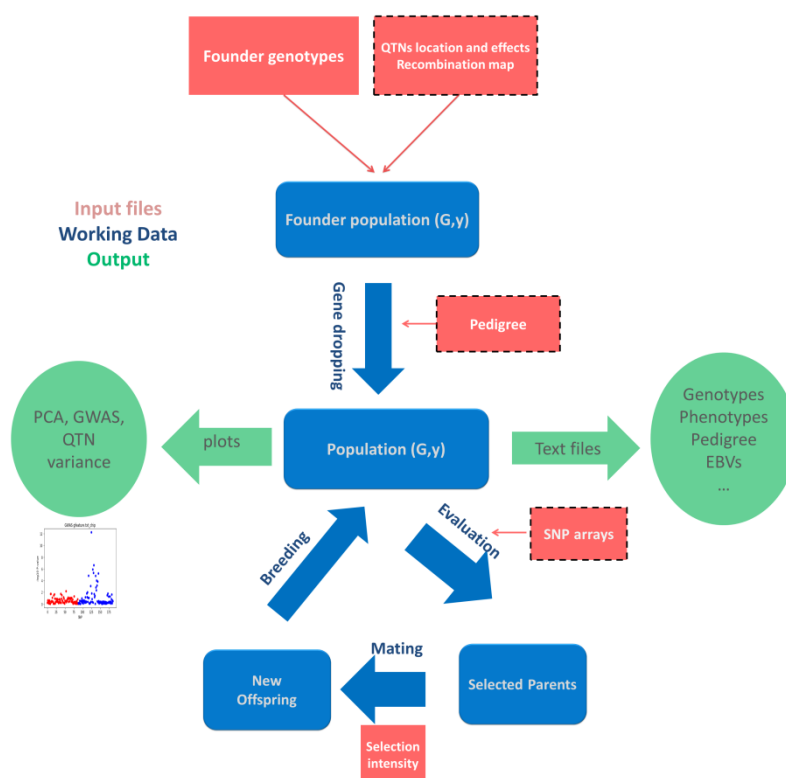 Founder genotypes
QTNs location and effects
Recombination map
Founder population (G,y)
Input files
Working Data
Output
Gene dropping
Pedigree
PCA, GWAS,
QTN
variance
plots
Population (G,y)
Text files
Genotypes
Phenotypes
Pedigree
EBVs
...
Evaluation
SNP arrays
Breeding
Mating
New
Offspring
Selected Parents
Selection
intensity